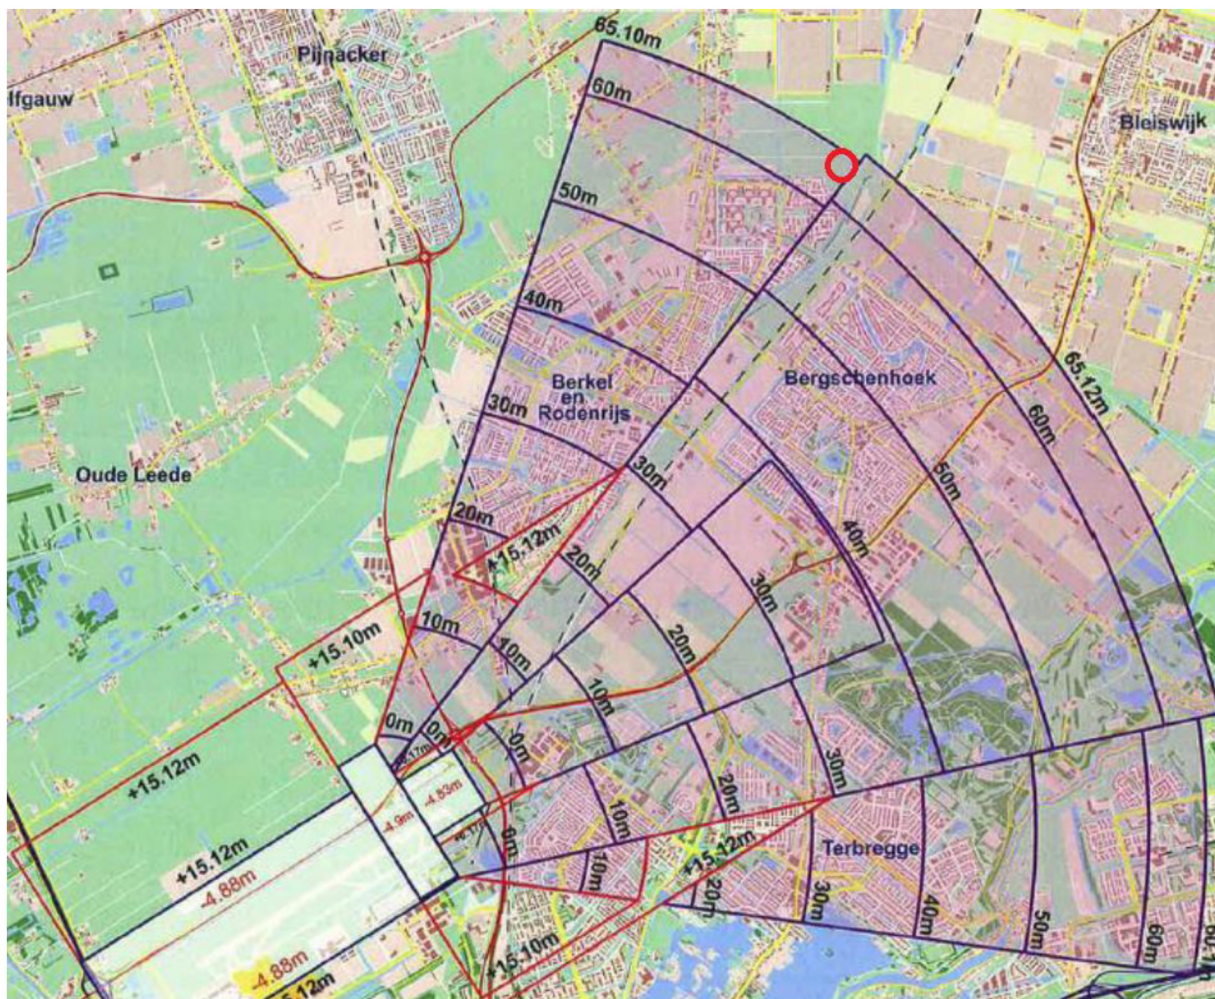 65.10m
Pijnacker
60m
lfgauw
Bleiswijk
50m
40m
65.12m
Berkel
en
Rodenrijs
Bergschenhoek
30m
60m
30m
50m
Oude Leede
20m
+15.12m
40m
20m
30m
10m
10m
20m
+15.10m
10m
0m
0m
0m
+15.12m
-4.83m
-4.9m
20m
30m
10m
0m
+15.12m
+15.12m
Terbregge
-4.88m
10m
20m
30m
40m
50m
60m
-4.88m
+15.10m